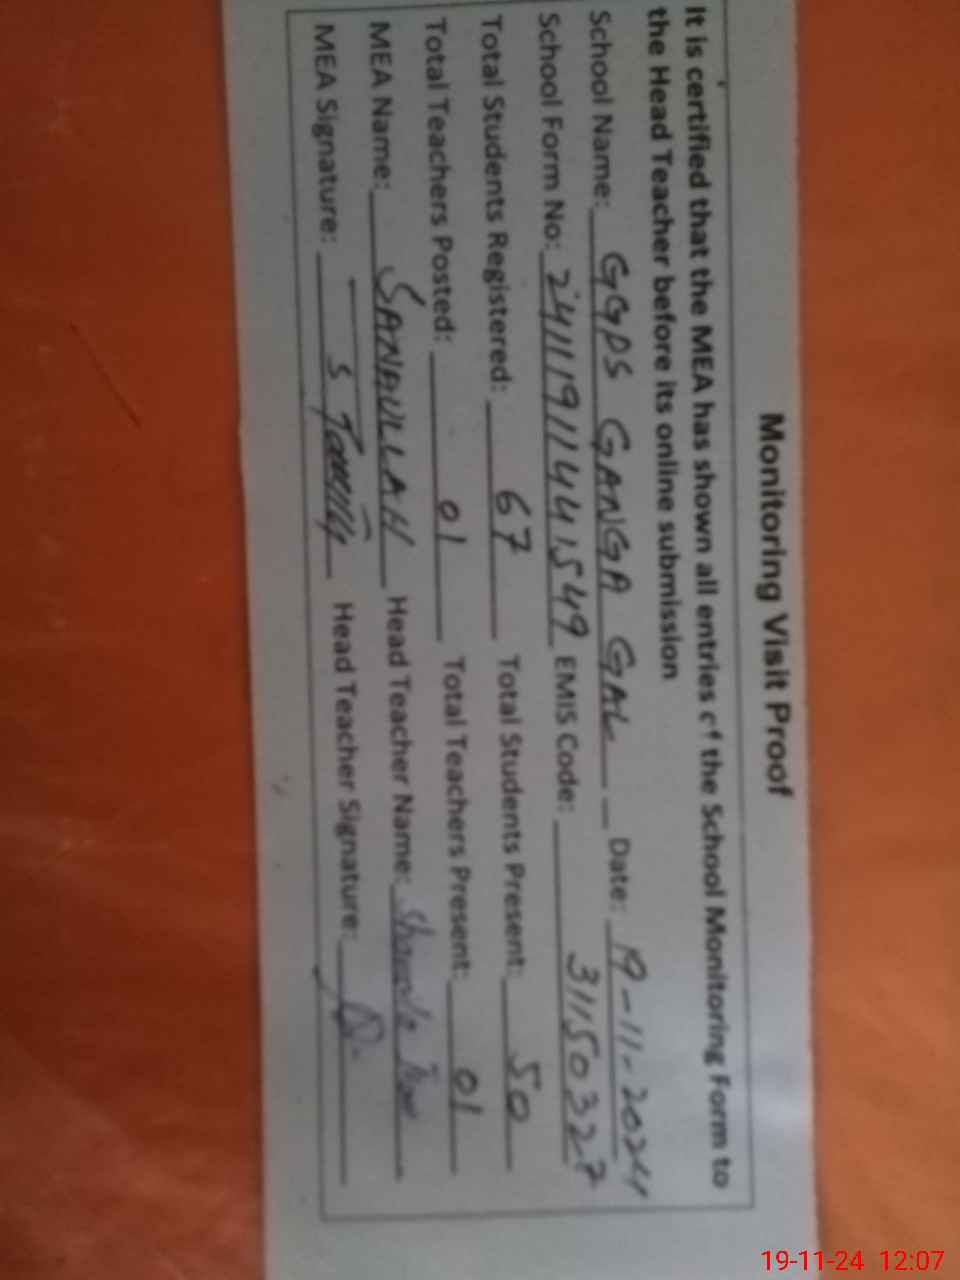 Monitoring Visit Proof
It is certified that the MEA has shown all entries of the School Monitoring Form to
the Head Teacher before its online submission
School Name: GGPS GANGA GAL Date: 19-11-2024
School Form No: 24111911441549 EMIS Code: 31150327
Total Students Registered: 67 Total Students Present: 50
Total Teachers Posted: 01 Total Teachers Present: 01
MEA Name: SANAULLAH Head Teacher Name:
MEA Signature: Head Teacher Signature:
19-11-24 12:07